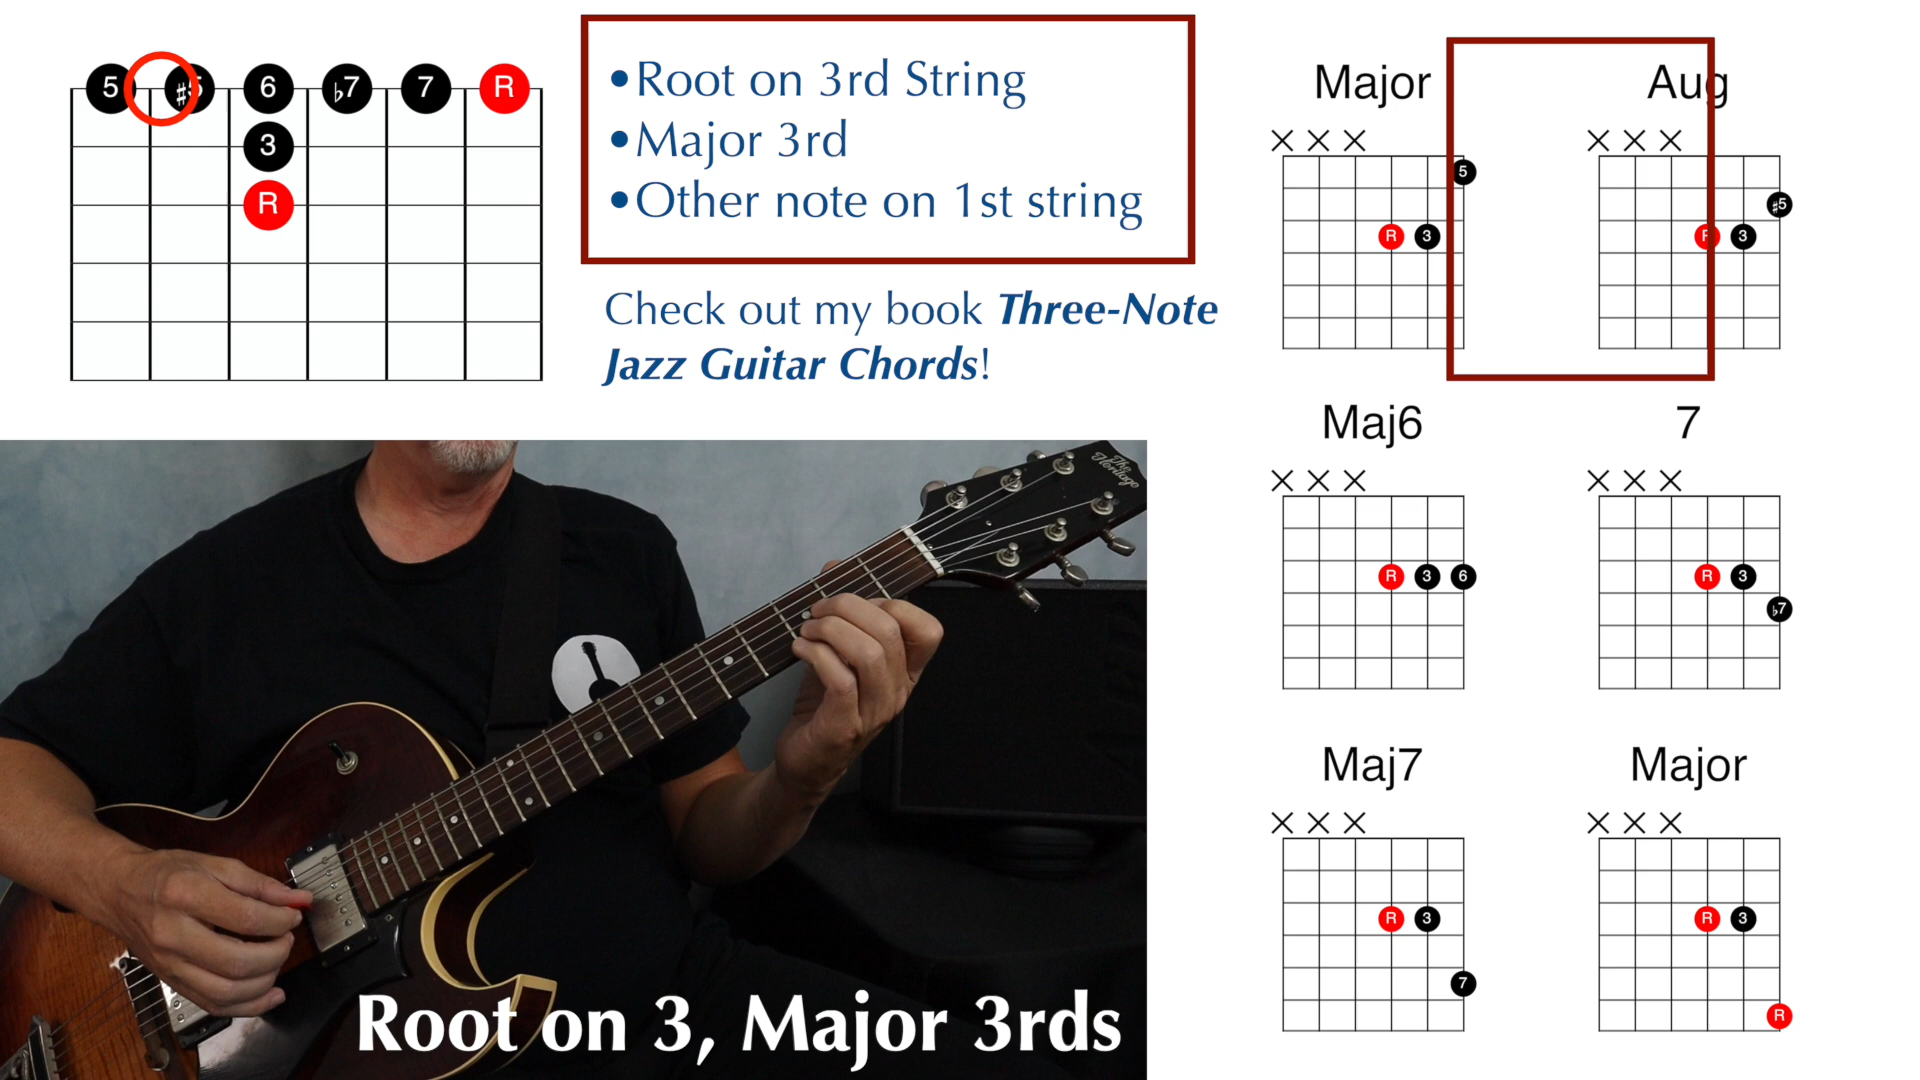 5 #5 6 ♭7 7 R
3
R
•Root on 3rd String
•Major 3rd
•Other note on 1st string
Check out my book Three-Note
Jazz Guitar Chords!
Major
× × ×
5
R 3
Aug
× × ×
#5
R 3
Maj6
× × ×
R 3 6
7
× × ×
R 3
♭7
Maj7
× × ×
R 3
7
Major
× × ×
R 3
R
The
Heritage
Root on 3, Major 3rds